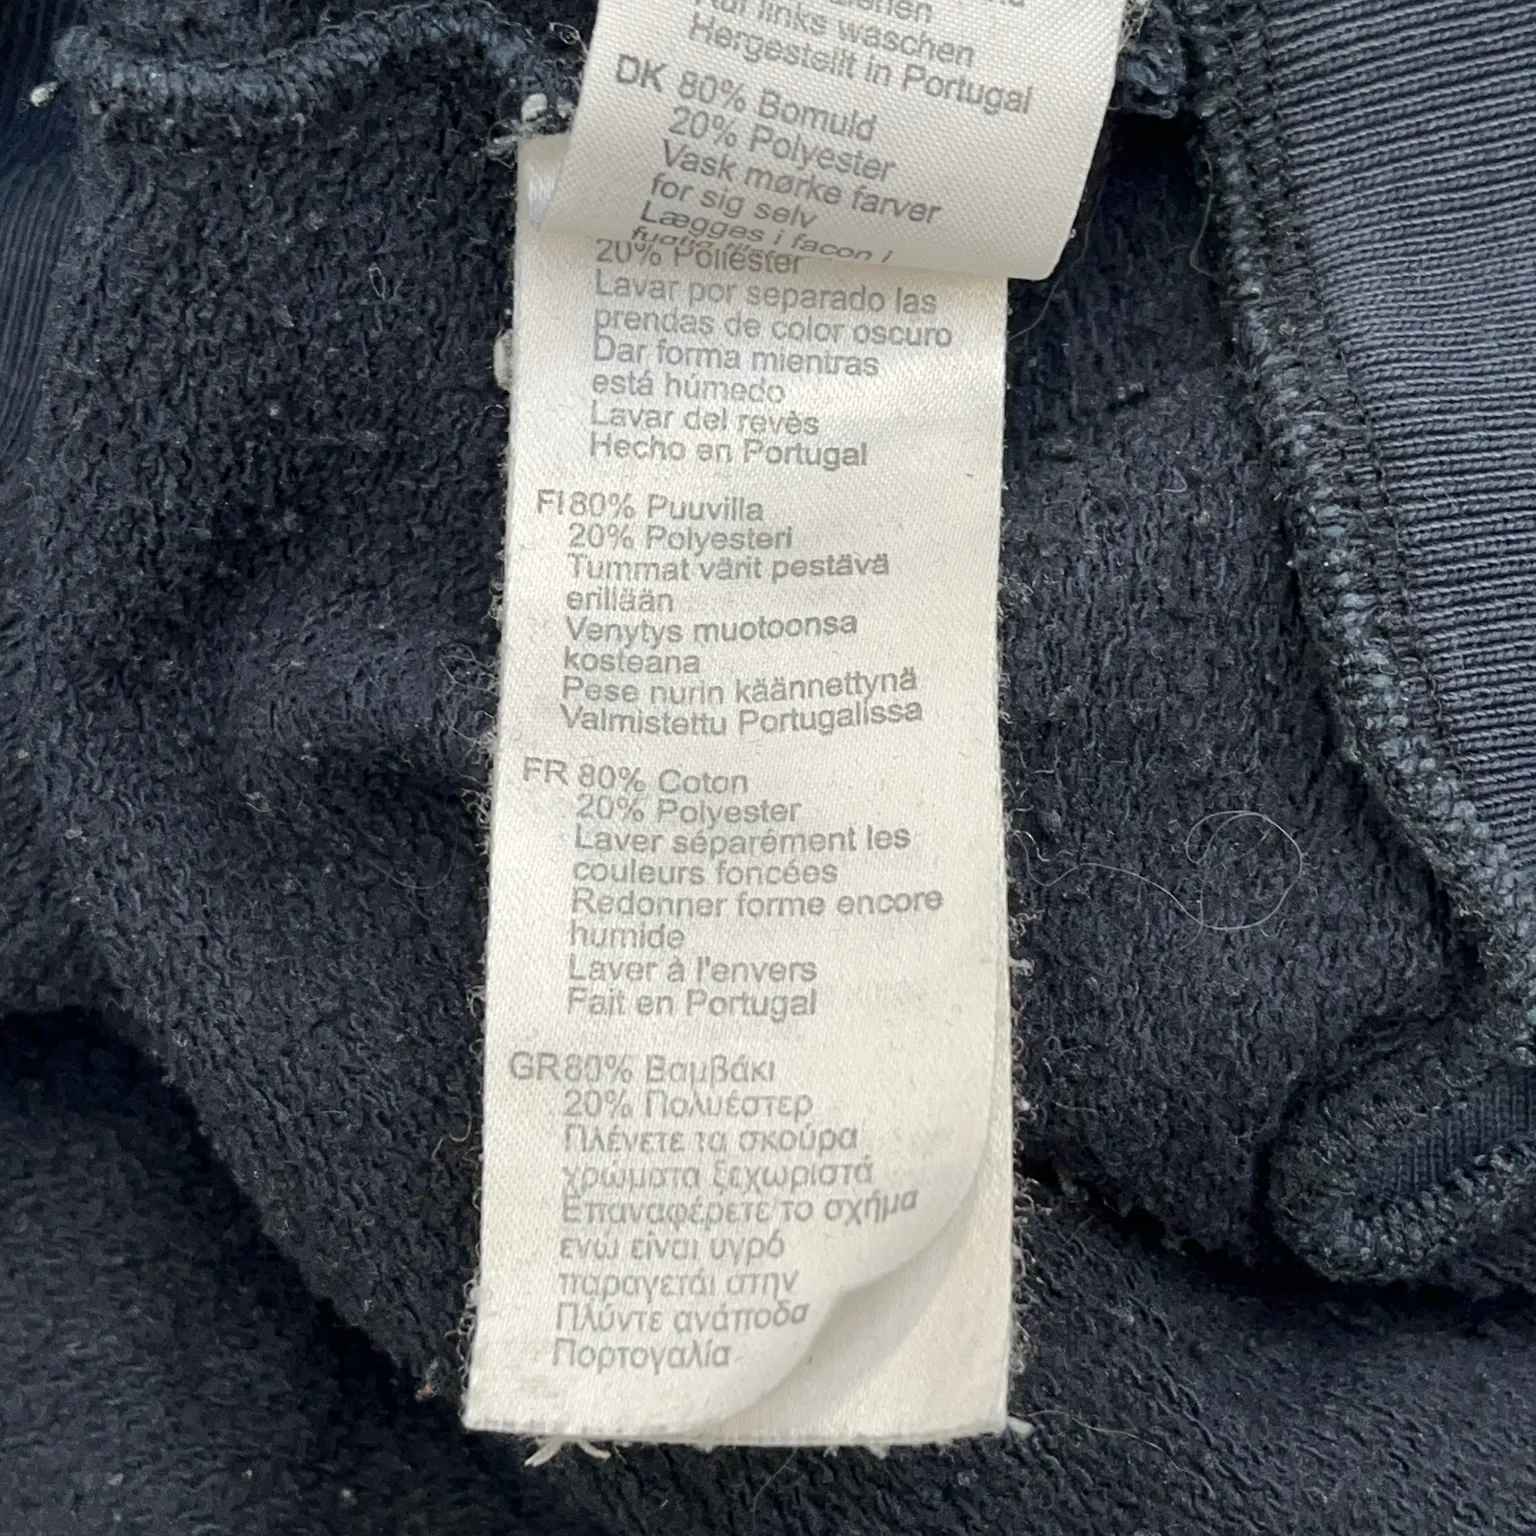 Auf links waschen
Hergestellt in Portugal
DK 80% Bomuld
20% Polyester
Vask mørke farver
for sig selv
Lægges i facon i
20% Poliéster
Lavar por separado las
prendas de color oscuro
Dar forma mientras
está húmedo
Lavar del revès
Hecho en Portugal
FI 80% Puuvilla
20% Polyesteri
Tummat värit pestävä
erillään
Venytys muotoonsa
kosteana
Pese nurin käännettynä
Valmistettu Portugalissa
FR 80% Coton
20% Polyester
Laver séparément les
couleurs foncées
Redonner forme encore
humide
Laver à l'envers
Fait en Portugal
GR 80% Βαμβάκι
20% Πολυέστερ
Πλένετε τα σκούρα
χρώματα ξεχωριστά
Επαναφέρετε το σχήμα
ενώ είναι υγρό
παραγετάι στην
Πλύντε ανάποδα
Πορτογαλία